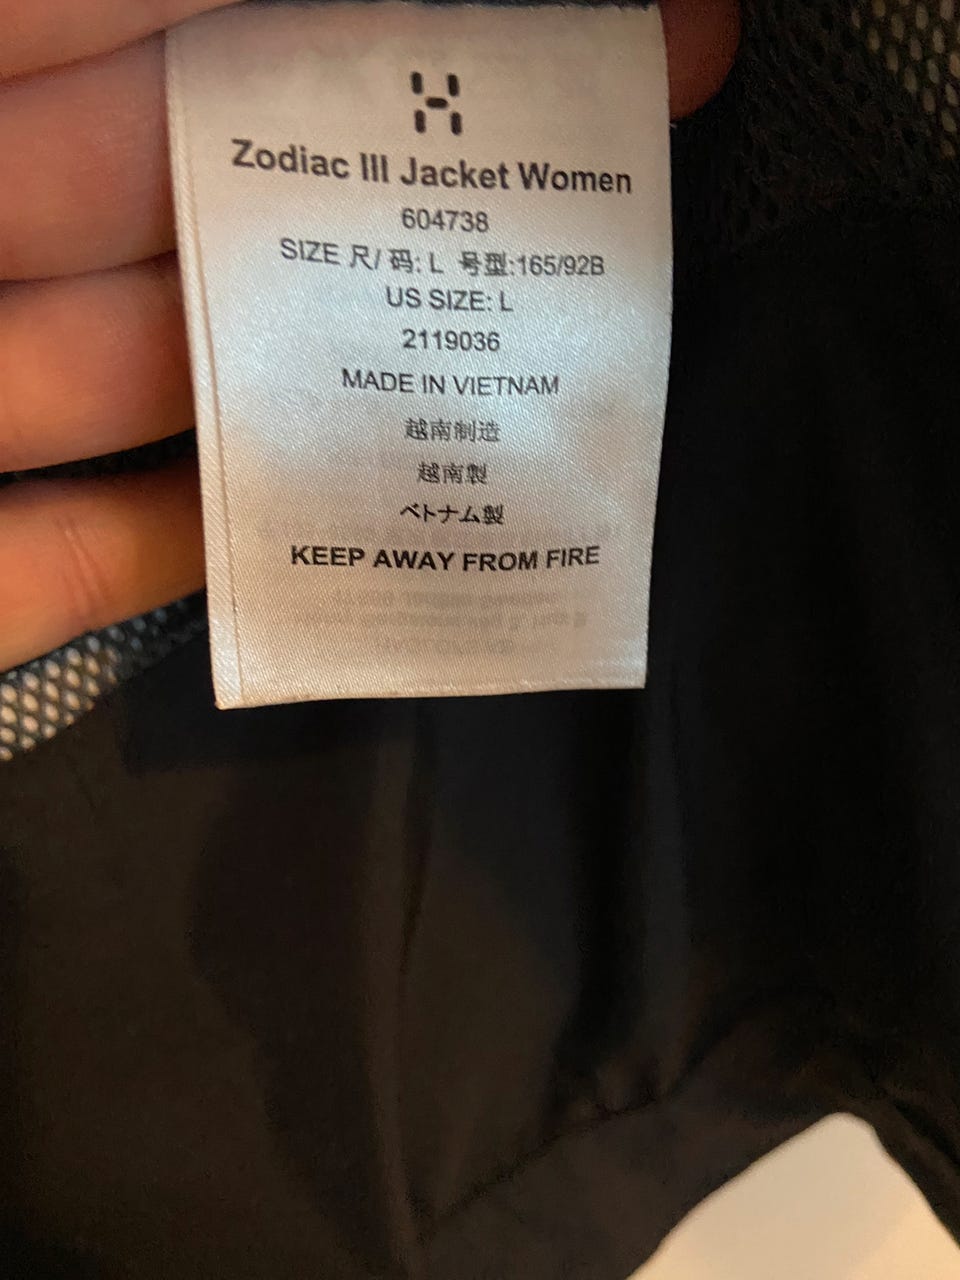 Zodiac III Jacket Women
604738
SIZE 尺/ 码: L 号型:165/92B
US SIZE: L
2119036
MADE IN VIETNAM
越南制造
越南製
ベトナム製
KEEP AWAY FROM FIRE